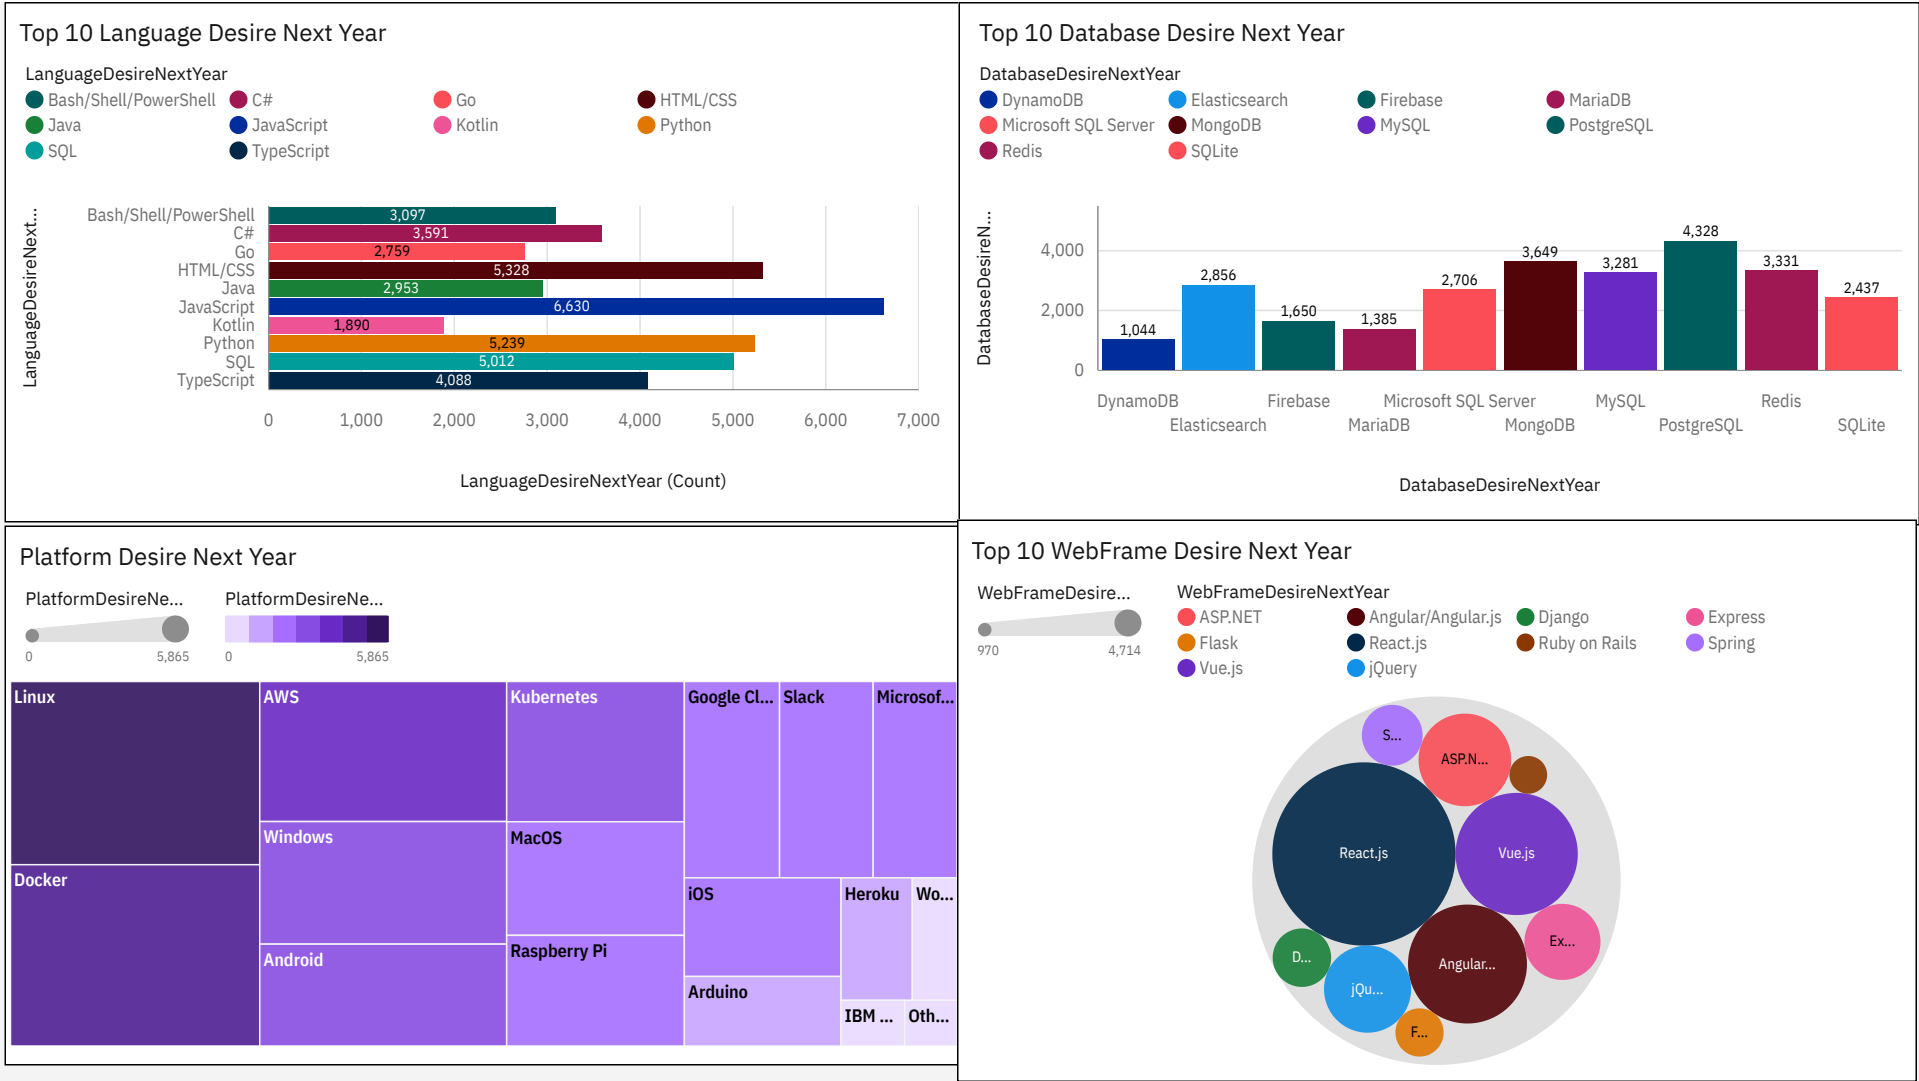 Top 10 Language Desire Next Year
LanguageDesireNextYear
Bash/Shell/PowerShell C# Go HTML/CSS
Java JavaScript Kotlin Python
SQL TypeScript
LanguageDesireNext...
Bash/Shell/PowerShell 3,097
C# 3,591
Go 2,759
HTML/CSS 5,328
Java 2,953
JavaScript 6,630
Kotlin 1,890
Python 5,239
SQL 5,012
TypeScript 4,088
0 1,000 2,000 3,000 4,000 5,000 6,000 7,000
LanguageDesireNextYear (Count)
Top 10 Database Desire Next Year
DatabaseDesireNextYear
DynamoDB Elasticsearch Firebase MariaDB
Microsoft SQL Server MongoDB MySQL PostgreSQL
Redis SQLite
DatabaseDesireN...
4,000
2,000
0
1,044 2,856 1,650 1,385 2,706 3,649 3,281 4,328 3,331 2,437
DynamoDB Firebase Microsoft SQL Server MySQL Redis
Elasticsearch MariaDB MongoDB PostgreSQL SQLite
DatabaseDesireNextYear
Platform Desire Next Year
PlatformDesireNe... PlatformDesireNe...
0 5,865 0 5,865
Linux AWS Kubernetes Google Cl... Slack Microsof...
Windows MacOS
Docker iOS Heroku Wo...
Android Raspberry Pi
Arduino
IBM ... Oth...
Top 10 WebFrame Desire Next Year
WebFrameDesire... WebFrameDesireNextYear
970 4,714
ASP.NET Angular/Angular.js Django Express
Flask React.js Ruby on Rails Spring
Vue.js jQuery
S...
ASP.N...
React.js Vue.js
Ex...
D... Angular...
jQu...
F...